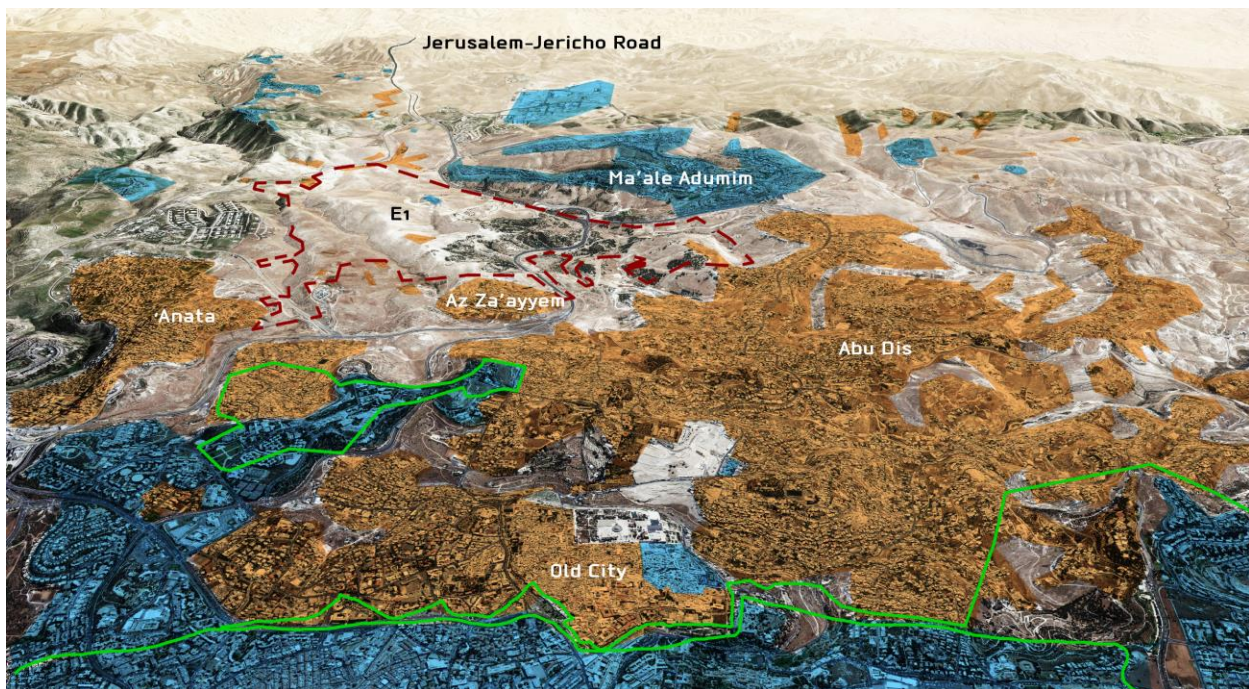 Jerusalem-Jericho Road
Ma'ale Adumim
E1
Az Za'ayyem
'Anata
Abu Dis
Old City